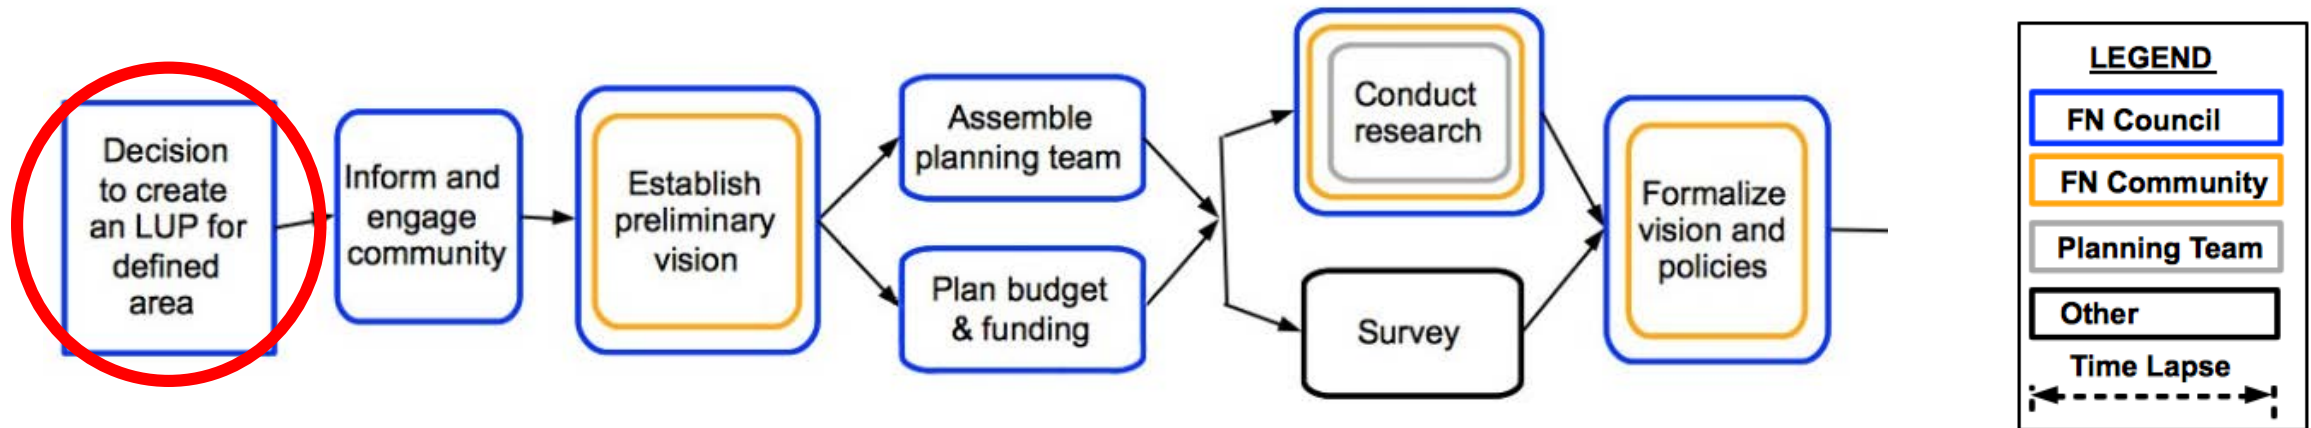 Decision
to create
an LUP for
defined
area
Inform and
engage
community
Establish
preliminary
vision
Assemble
planning team
Plan budget
& funding
Conduct
research
Survey
Formalize
vision and
policies
LEGEND
FN Council
FN Community
Planning Team
Other
Time Lapse